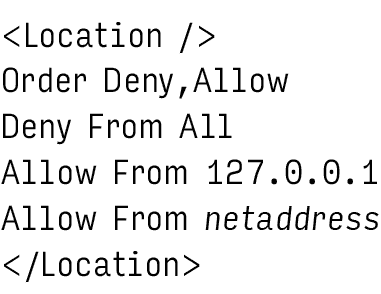 <Location />
Order Deny,Allow
Deny From All
Allow From 127.0.0.1
Allow From netaddress
</Location>